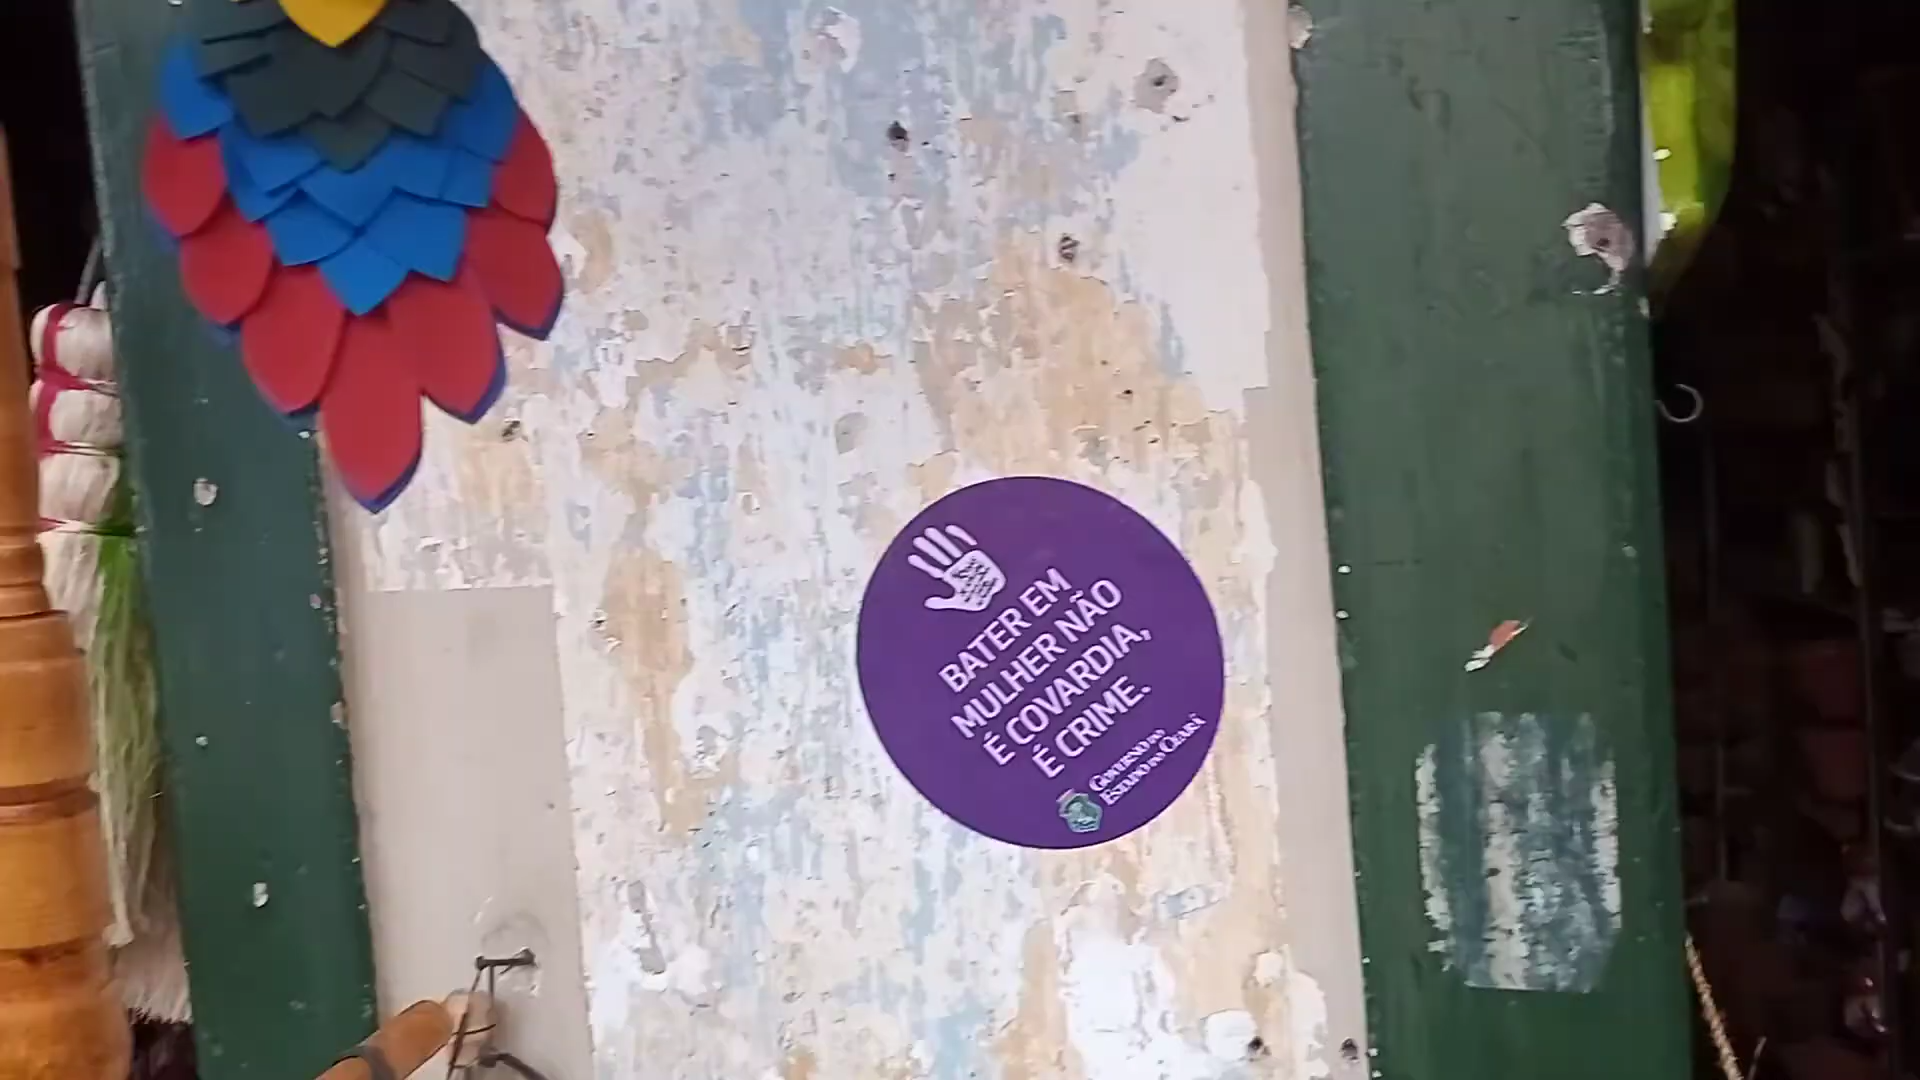 BATER EM
MULHER NÃO
É COVARDIA,
É CRIME.
GOVERNO DO
ESTADO DO CEARÁ